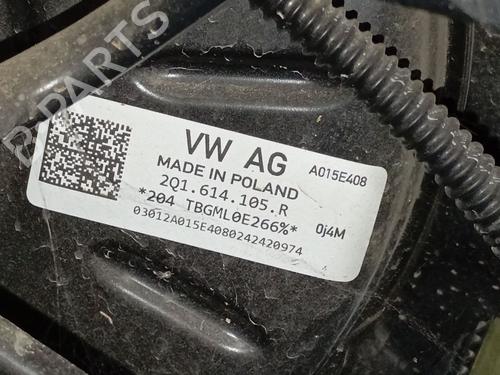 B-PARTS
VW AG
A015E408
MADE IN POLAND
2Q1.614.105.R
*204 TBGML0E266%*
0j4M
03012A015E4080242420974